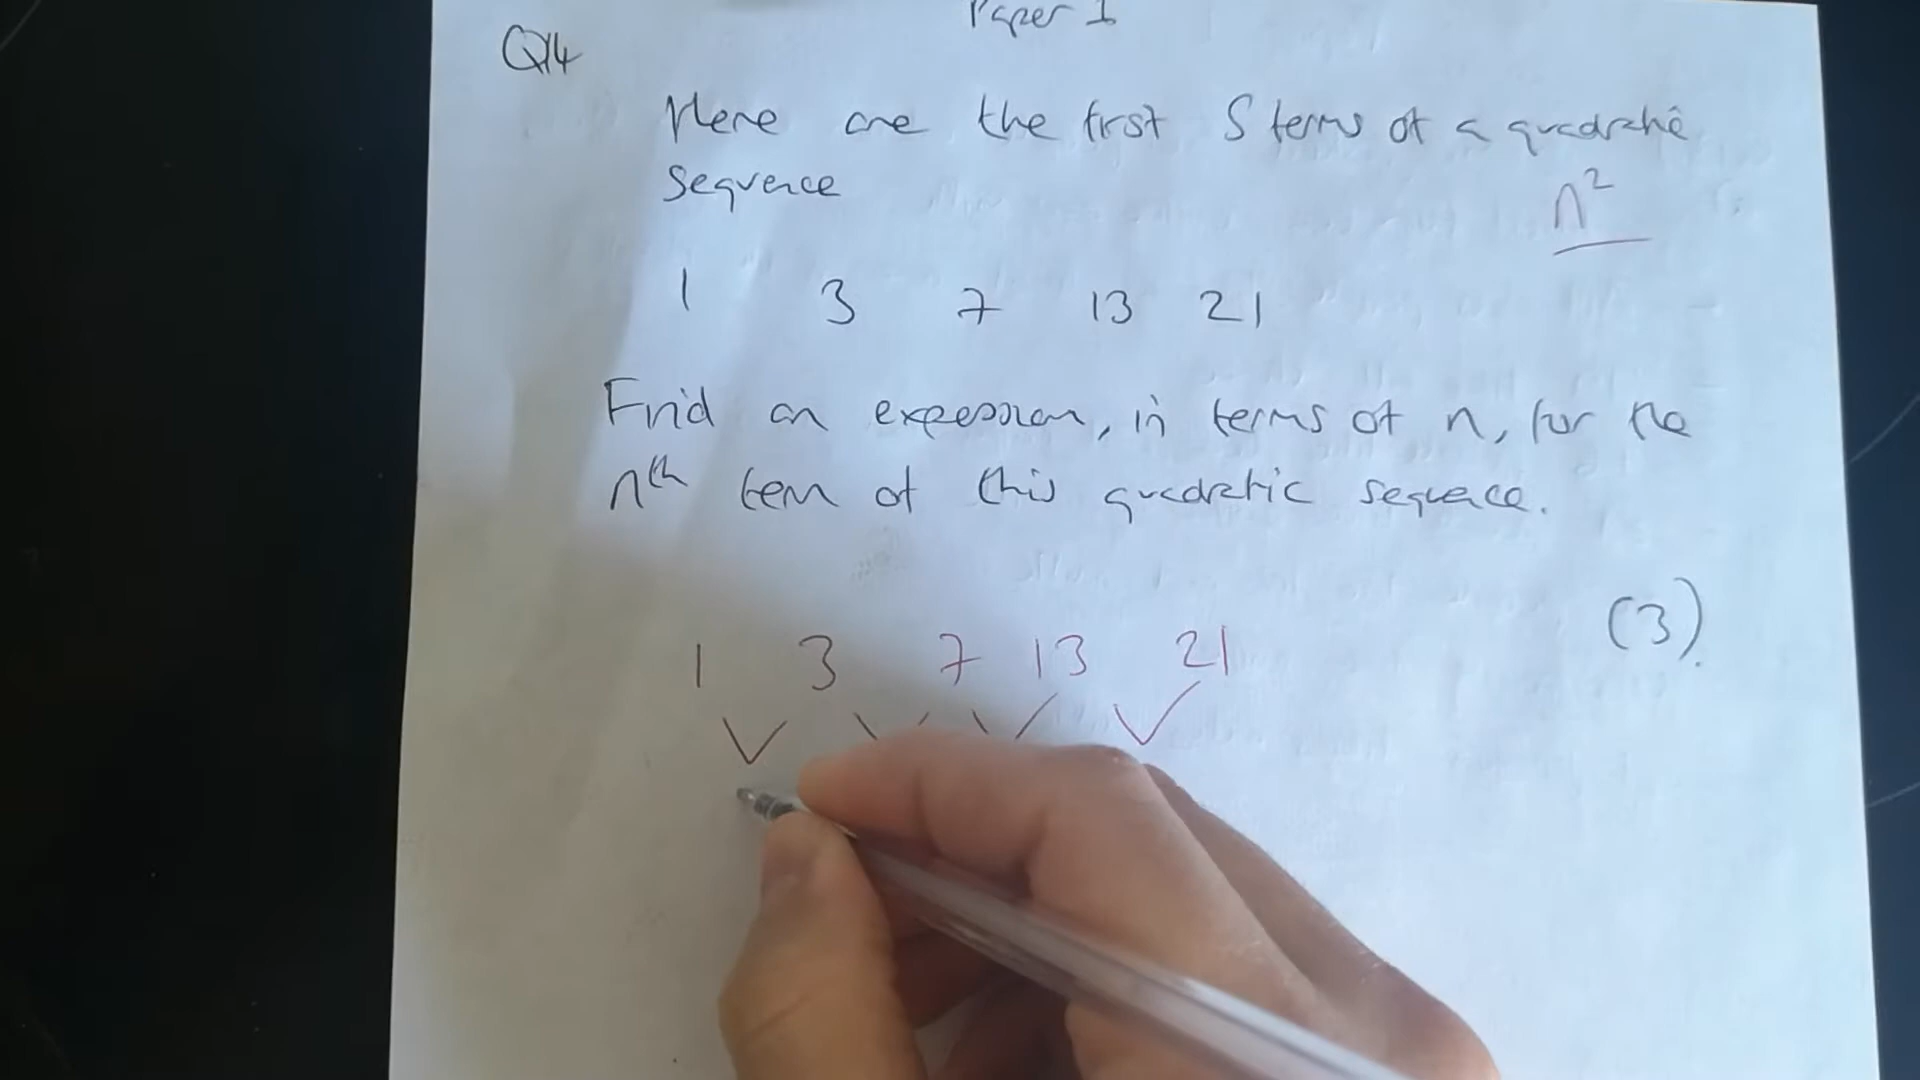 Paper 1
Q14
Here are the first 5 terms of a quadratic
sequence
n²
1 3 7 13 21
Find an expression, in terms of n, for the
nth term of this quadratic sequence.
(3).
1 3 7 13 21